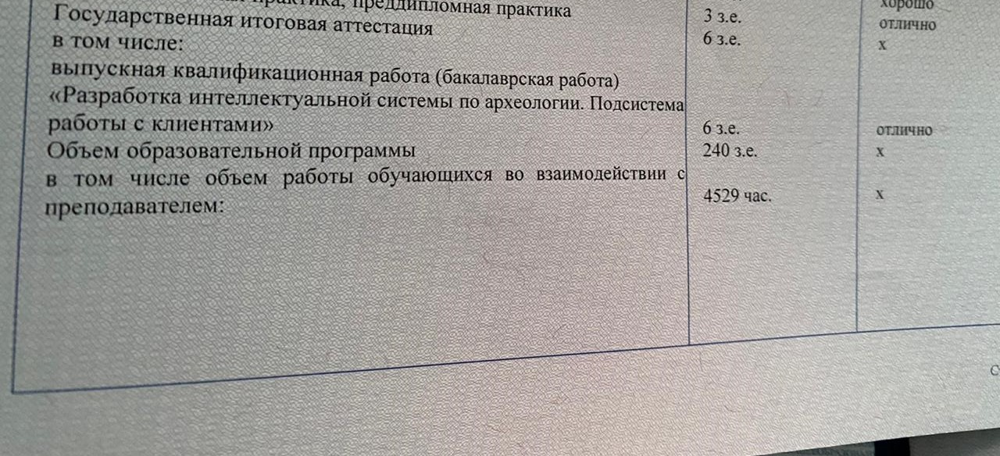 практика, преддипломная практика 3 з.е. хорошо
отлично
Государственная итоговая аттестация 6 з.е. х
в том числе:
выпускная квалификационная работа (бакалаврская работа)
«Разработка интеллектуальной системы по археологии. Подсистема
работы с клиентами» 6 з.е. отлично
Объем образовательной программы 240 з.е. х
в том числе объем работы обучающихся во взаимодействии с
преподавателем: 4529 час. х